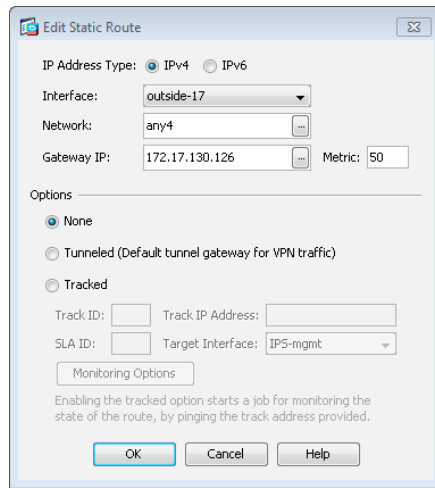 Edit Static Route
IP Address Type: IPv4 IPv6
Interface: outside-17
Network: any4 ...
Gateway IP: 172.17.130.126 ... Metric: 50
Options
None
Tunneled (Default tunnel gateway for VPN traffic)
Tracked
Track ID: Track IP Address:
SLA ID: Target Interface: IPS-mgmt
Monitoring Options
Enabling the tracked option starts a job for monitoring the
state of the route, by pinging the track address provided.
OK Cancel Help